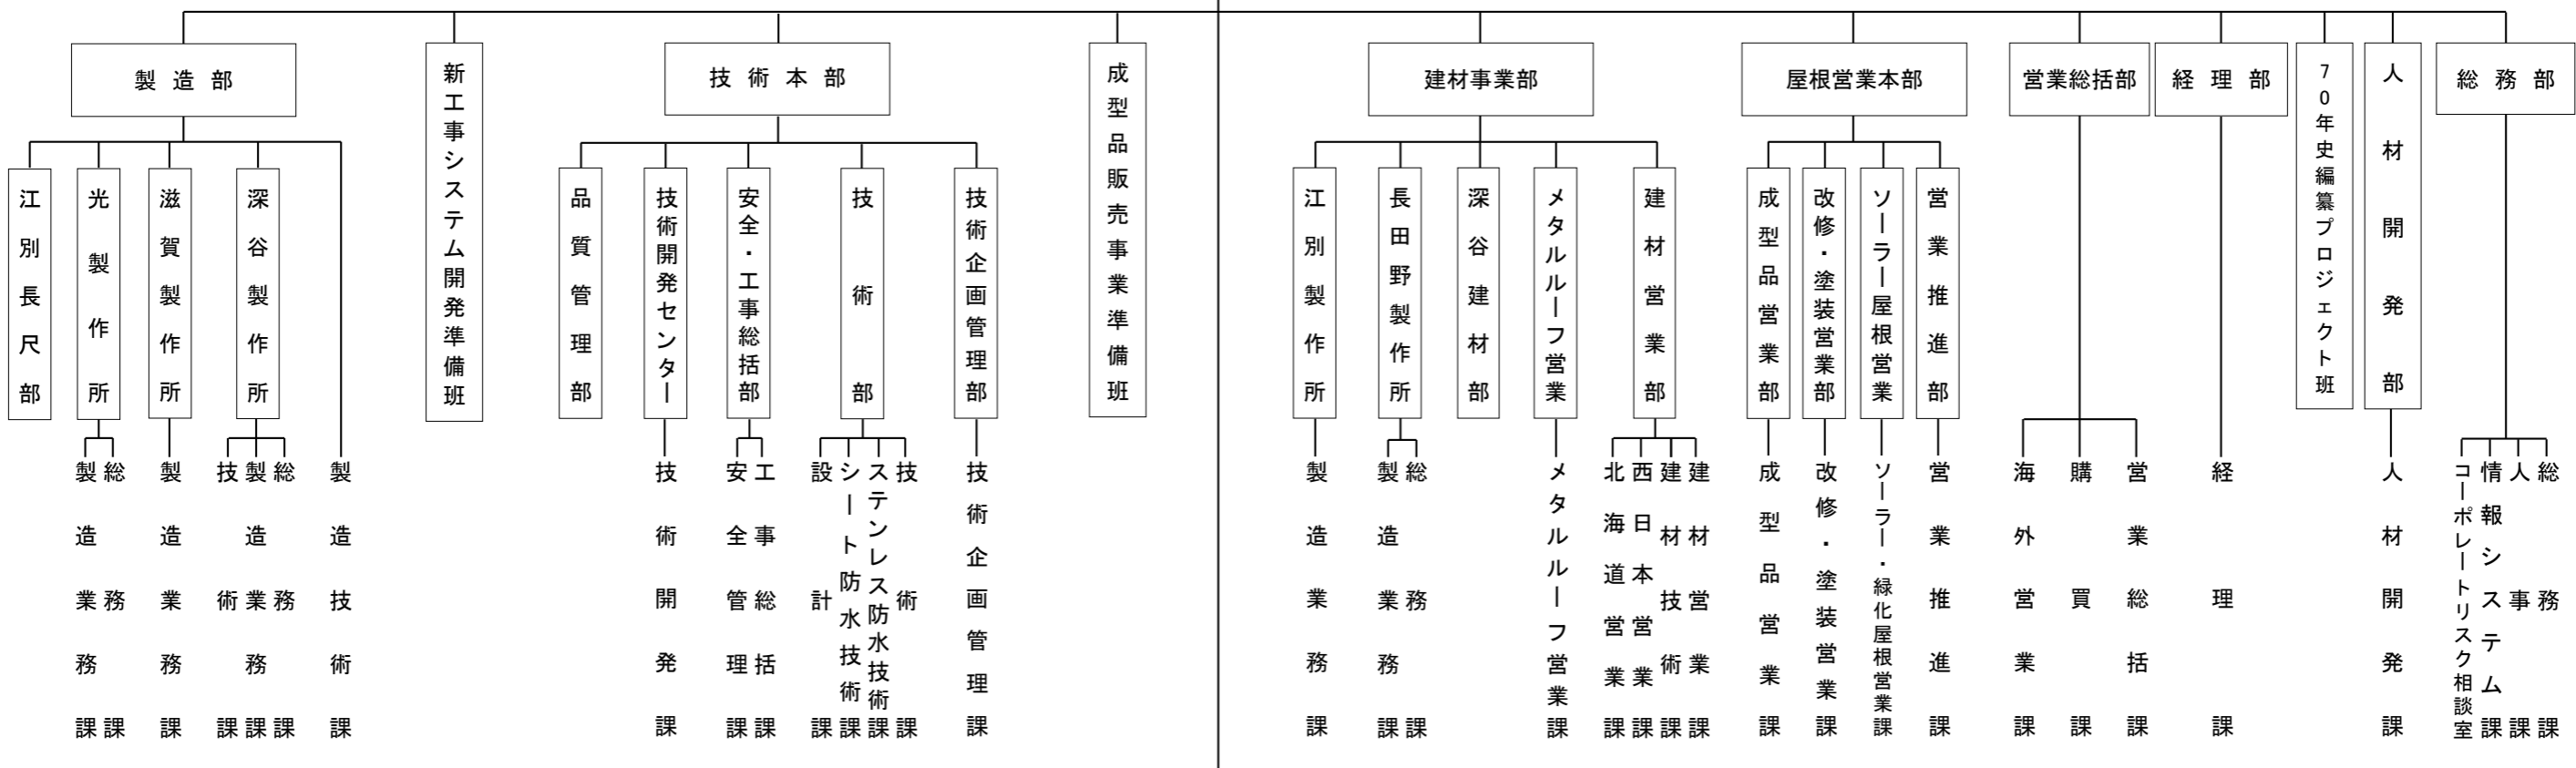 製造部
新工事システム開発準備班
技術本部
成型品販売事業準備班
建材事業部
屋根営業本部
営業総括部
経理部
70年史編纂プロジェクト班
人材開発部
総務部
江別長尺部
光製作所
滋賀製作所
深谷製作所
品質管理部
技術開発センター
安全・工事総括部
技術部
技術企画管理部
江別製作所
長田野製作所
深谷建材部
メタルルーフ営業
建材営業部
成型品営業部
改修・塗装営業部
ソーラー屋根営業
営業推進部
製造業務課
総務課
製造業務課
技術課
製造業務課
総務課
製造技術課
技術開発課
安全管理課
工事総括課
設計課
シート防水技術課
ステンレス防水技術課
技術課
技術企画管理課
製造業務課
製造業務課
総務課
メタルルーフ営業課
北海道営業課
西日本営業課
建材技術課
建材営業課
成型品営業課
改修・塗装営業課
ソーラー・緑化屋根営業課
営業推進課
海外営業課
購買課
営業総括課
経理課
人材開発課
コーポレートリスク相談室
情報システム課
人事課
総務課